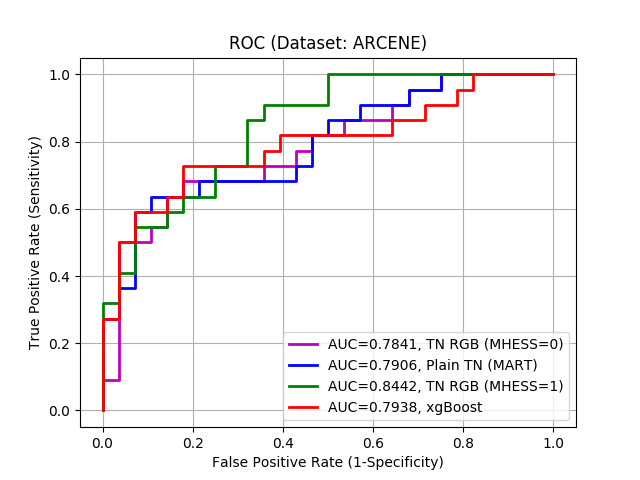 ROC (Dataset: ARCENE)
True Positive Rate (Sensitivity)
1.0
0.8
0.6
0.4
0.2
0.0
AUC=0.7841, TN RGB (MHESS=0)
AUC=0.7906, Plain TN (MART)
AUC=0.8442, TN RGB (MHESS=1)
AUC=0.7938, xgBoost
0.0 0.2 0.4 0.6 0.8 1.0
False Positive Rate (1-Specificity)